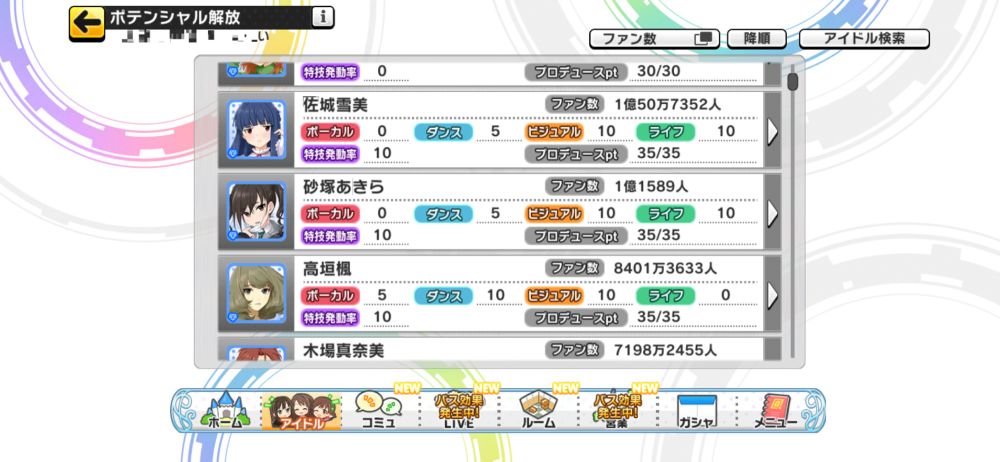 ポテンシャル解放
i
い
ファン数
降順
アイドル検索
特技発動率 0 プロデュースpt 30/30
佐城雪美 ファン数 1億50万7352人
ボーカル 0 ダンス 5 ビジュアル 10 ライフ 10
特技発動率 10 プロデュースpt 35/35
砂塚あきら ファン数 1億1589人
ボーカル 0 ダンス 5 ビジュアル 10 ライフ 10
特技発動率 10 プロデュースpt 35/35
高垣楓 ファン数 8401万3633人
ボーカル 5 ダンス 10 ビジュアル 10 ライフ 0
特技発動率 10 プロデュースpt 35/35
木場真奈美 ファン数 7198万2455人
NEW NEW NEW NEW
パス効果 パス効果
発生中! 発生中!
ホーム アイドル コミュ LIVE ルーム 営業 ガシャ メニュー